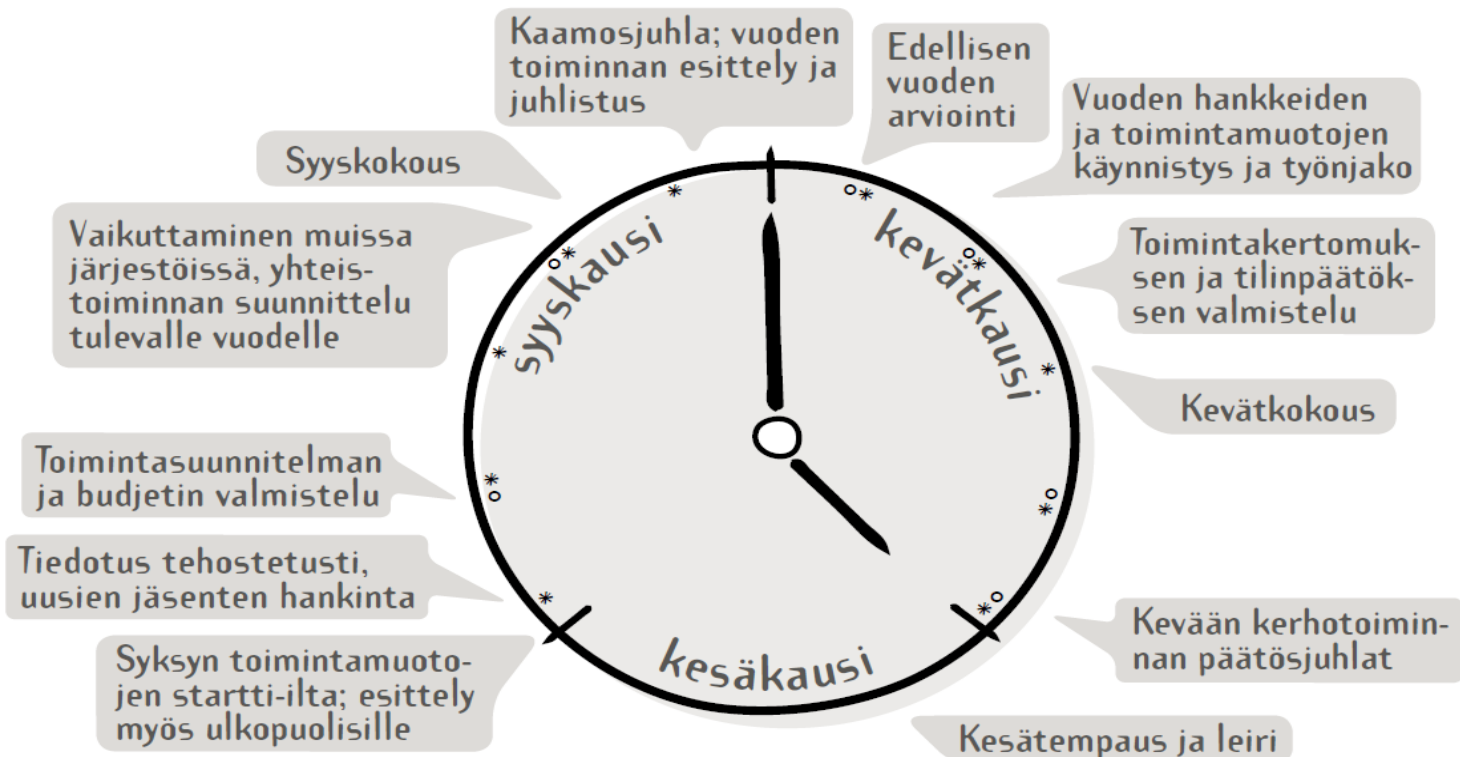 Kaamosjuhla; vuoden
toiminnan esittely ja
juhlistus
Edellisen
vuoden
arviointi
Vuoden hankkeiden
ja toimintamuotojen
käynnistys ja työnjako
Toimintakertomuk-
sen ja tilinpäätök-
sen valmistelu
Kevätkokous
Kevään kerhotoimin-
nan päätösjuhlat
Kesätempaus ja leiri
Syksyn toimintamuoto-
jen startti-ilta; esittely
myös ulkopuolisille
Tiedotus tehostetusti,
uusien jäsenten hankinta
Toimintasuunnitelman
ja budjetin valmistelu
Vaikuttaminen muissa
järjestöissä, yhteis-
toiminnan suunnittelu
tulevalle vuodelle
Syyskokous
kevätkausi
kesäkausi
syyskausi